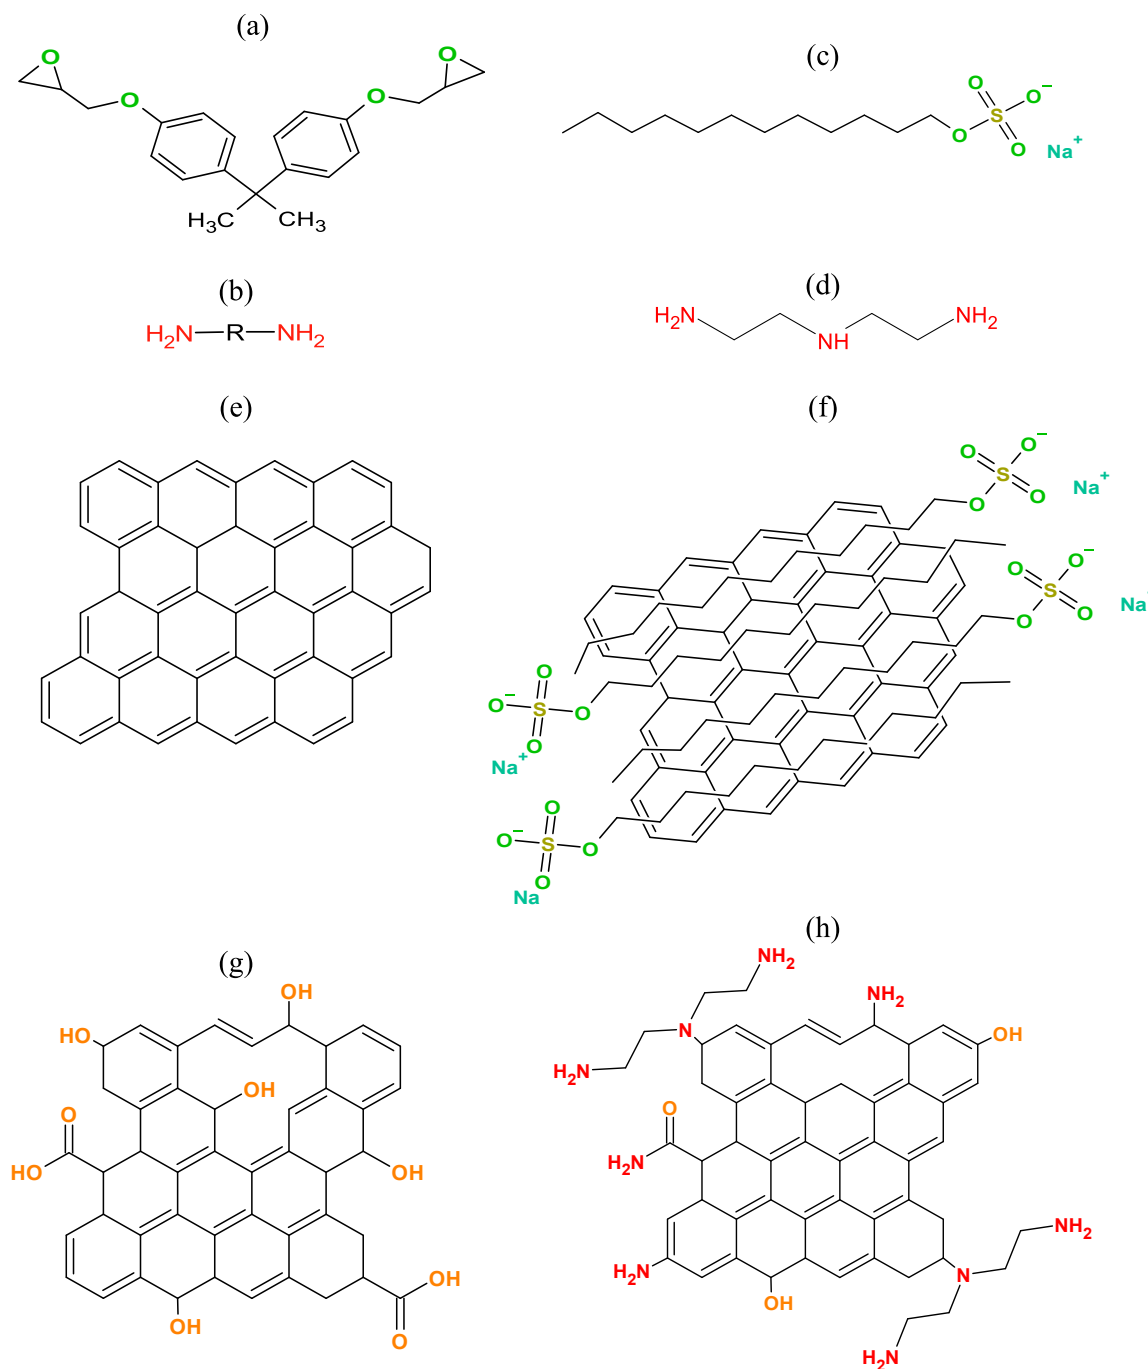 (a)
(c)
O
O
O
O
O
O⁻
O
S
O
Na⁺
H₃C
CH₃
(b)
(d)
H₂N—R—NH₂
H₂N
NH
NH₂
(e)
(f)
O
O⁻
S
O
O
Na⁺
O
O⁻
S
O
O
Na
O
O⁻
S
O
O
Na⁺
O
O⁻
S
O
O
Na
(g)
(h)
OH
HO
OH
O
HO
OH
OH
O
OH
NH₂
NH₂
N
OH
H₂N
O
H₂N
NH₂
H₂N
N
OH
H₂N